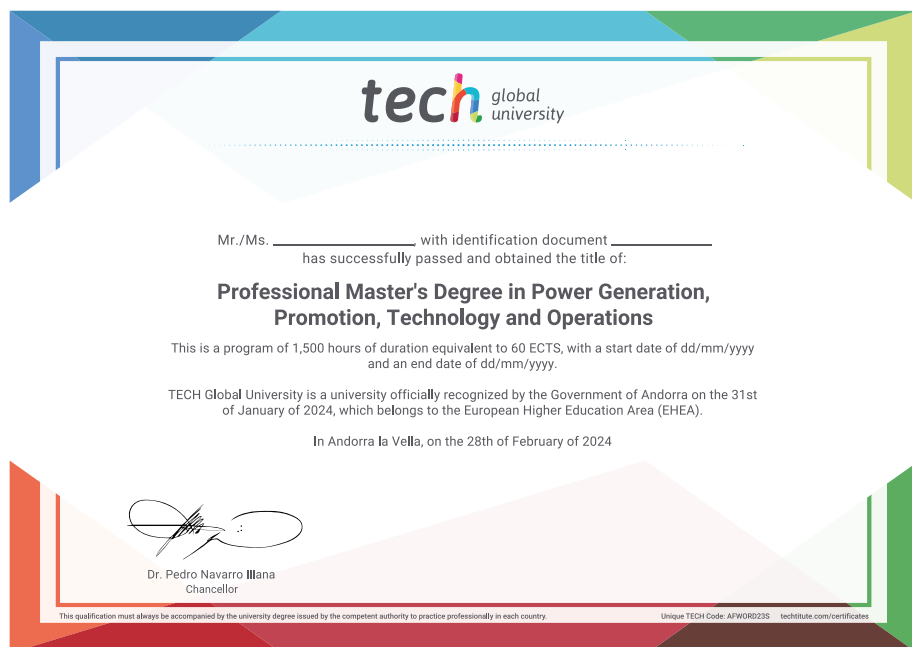 tech global
university
Mr./Ms. ____________, with identification document ____________
has successfully passed and obtained the title of:
Professional Master's Degree in Power Generation,
Promotion, Technology and Operations
This is a program of 1,500 hours of duration equivalent to 60 ECTS, with a start date of dd/mm/yyyy
and an end date of dd/mm/yyyy.
TECH Global University is a university officially recognized by the Government of Andorra on the 31st
of January of 2024, which belongs to the European Higher Education Area (EHEA).
In Andorra la Vella, on the 28th of February of 2024
Dr. Pedro Navarro Illana
Chancellor
This qualification must always be accompanied by the university degree issued by the competent authority to practice professionally in each country.
Unique TECH Code: AFWORD23S techtitute.com/certificates